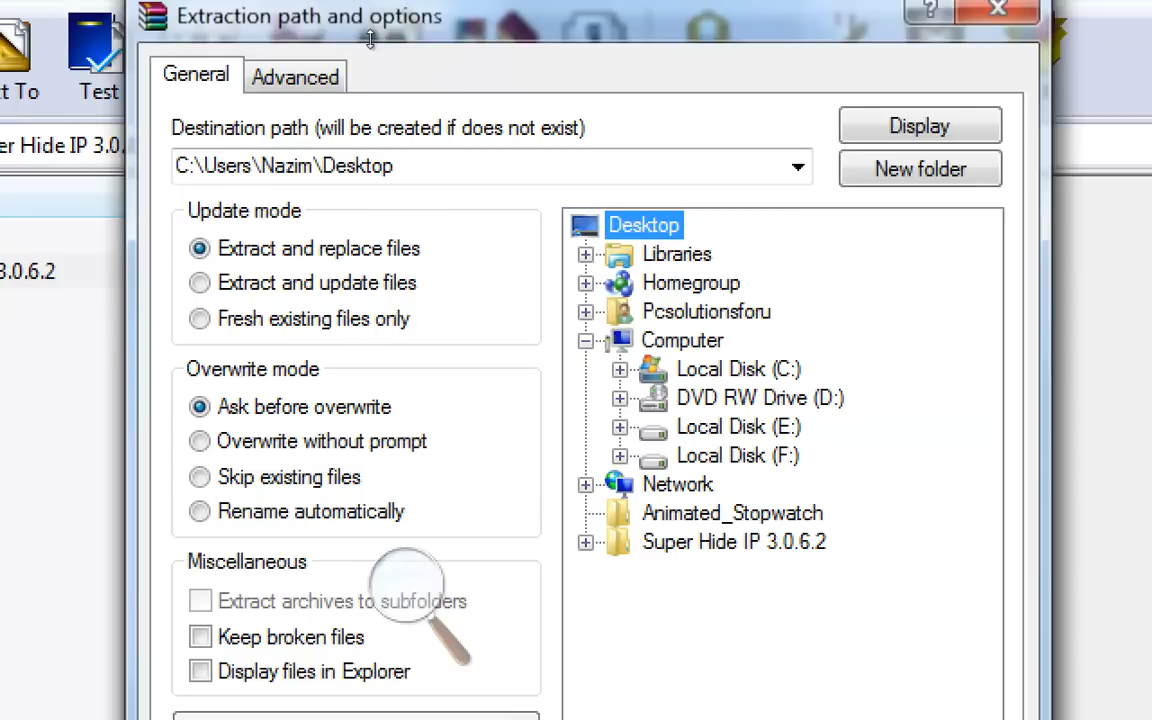 Extraction path and options
ct To
Test
er Hide IP 3.0.
3.0.6.2
General
Advanced
Destination path (will be created if does not exist)
Display
C:\Users\Nazim\Desktop
New folder
Update mode
Extract and replace files
Extract and update files
Fresh existing files only
Overwrite mode
Ask before overwrite
Overwrite without prompt
Skip existing files
Rename automatically
Miscellaneous
Extract archives to subfolders
Keep broken files
Display files in Explorer
Desktop
Libraries
Homegroup
Pcsolutionsforu
Computer
Local Disk (C:)
DVD RW Drive (D:)
Local Disk (E:)
Local Disk (F:)
Network
Animated_Stopwatch
Super Hide IP 3.0.6.2